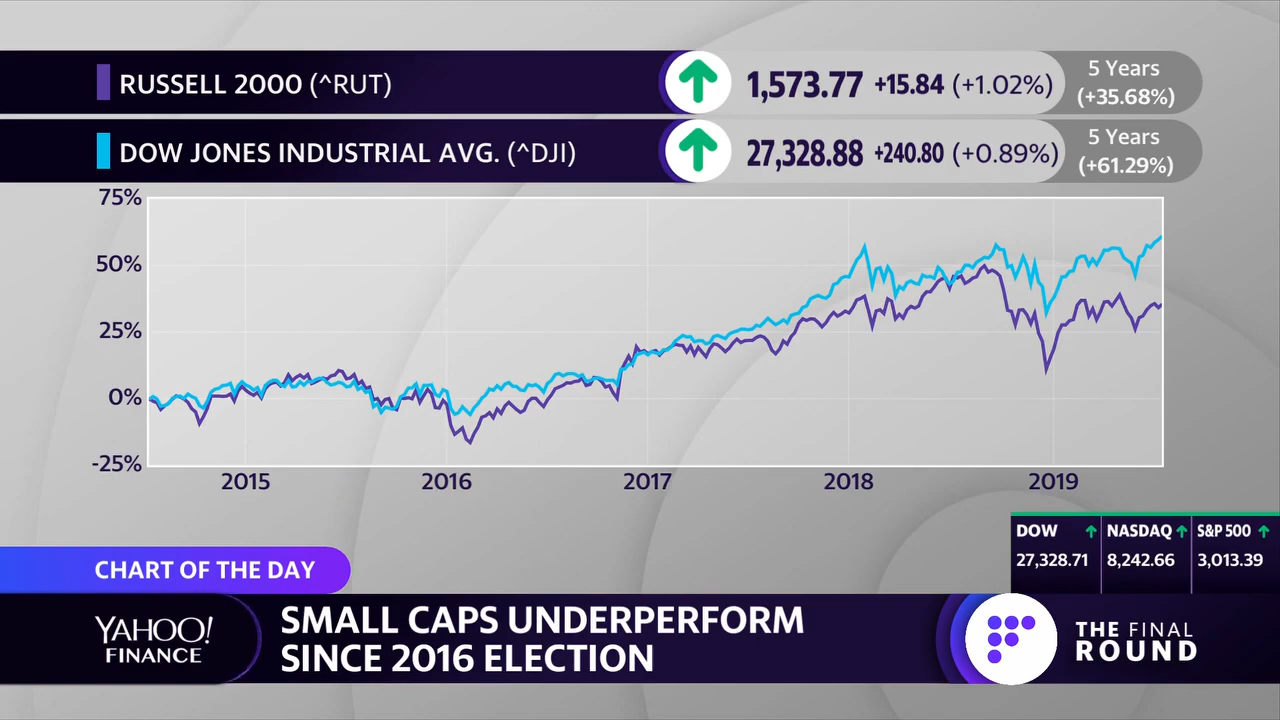 RUSSELL 2000 (^RUT)
1,573.77 +15.84 (+1.02%)
5 Years
(+35.68%)
DOW JONES INDUSTRIAL AVG. (^DJI)
27,328.88 +240.80 (+0.89%)
5 Years
(+61.29%)
75%
50%
25%
0%
-25%
2015 2016 2017 2018 2019
DOW NASDAQ S&P 500
27,328.71 8,242.66 3,013.39
CHART OF THE DAY
YAHOO!
FINANCE
SMALL CAPS UNDERPERFORM
SINCE 2016 ELECTION
THE FINAL
ROUND